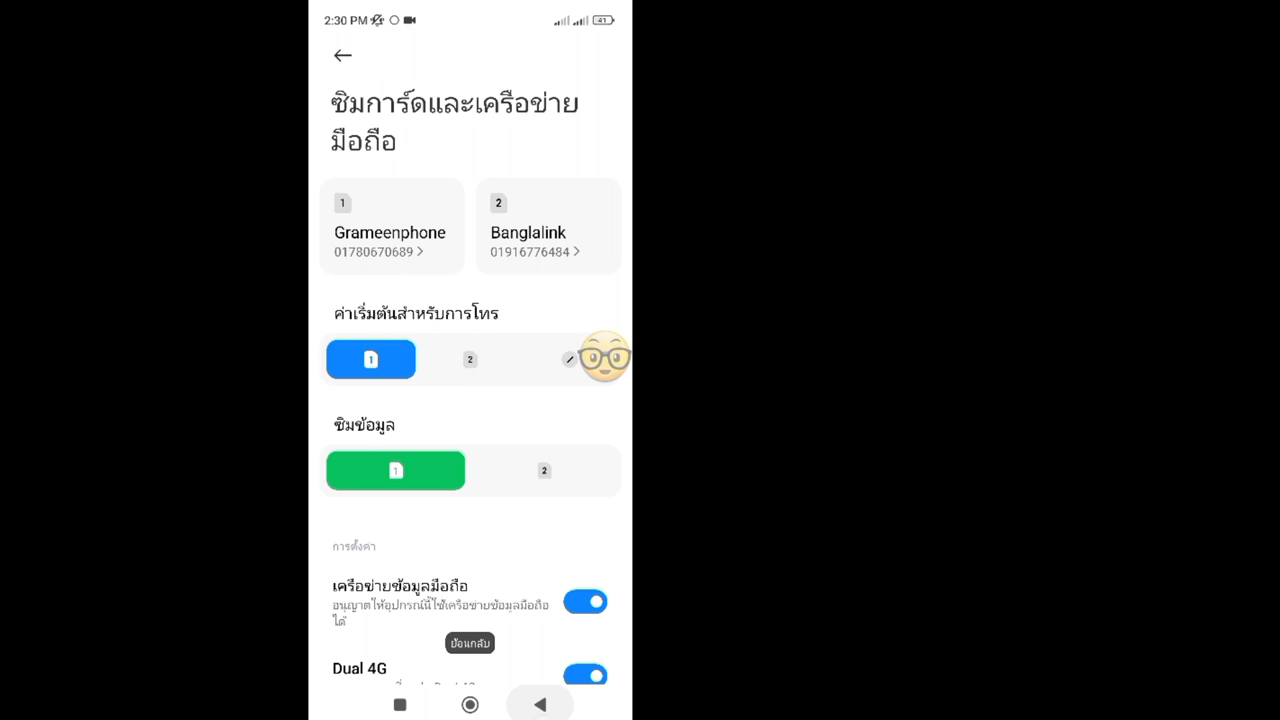 2:30 PM
41
ซิมการ์ดและเครือข่าย
มือถือ
1
2
Grameenphone
Banglalink
01780670689 >
01916776484 >
ค่าเริ่มต้นสำหรับการโทร
1
2
ซิมข้อมูล
1
2
การตั้งค่า
เครือข่ายข้อมูลมือถือ
อนุญาตให้อุปกรณ์นี้ใช้เครือข่ายข้อมูลมือถือ
ได้
ย้อนกลับ
Dual 4G